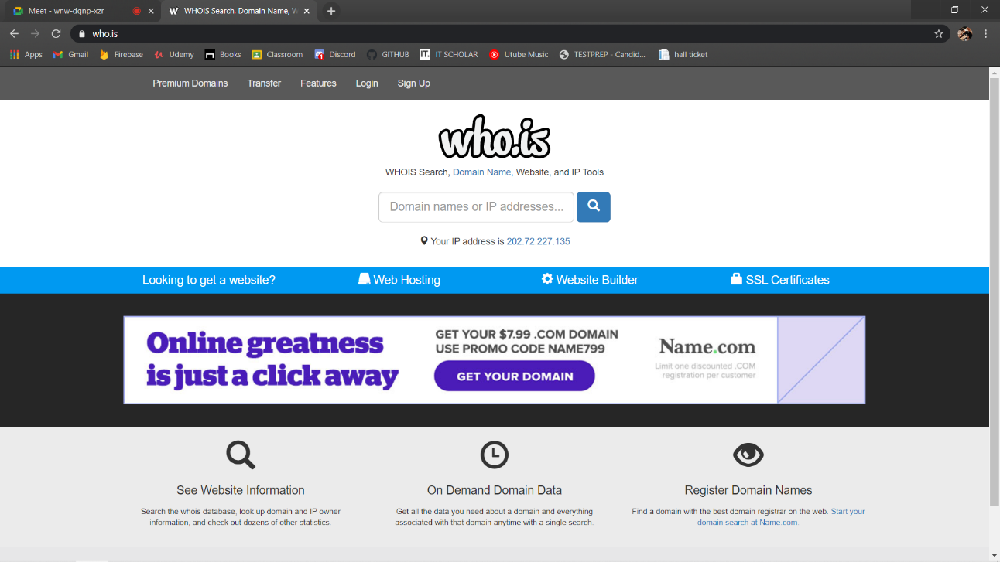 Meet - wnw-dqnp-xzr
WHOIS Search, Domain Name, W
who.is
Apps
Gmail
Firebase
Udemy
Books
Classroom
Discord
GITHUB
IT SCHOLAR
Utube Music
TESTPREP - Candid...
hall ticket
Premium Domains
Transfer
Features
Login
Sign Up
who.is
WHOIS Search, Domain Name, Website, and IP Tools
Domain names or IP addresses...
Your IP address is 202.72.227.135
Looking to get a website?
Web Hosting
Website Builder
SSL Certificates
Online greatness
is just a click away
GET YOUR $7.99 .COM DOMAIN
USE PROMO CODE NAME799
GET YOUR DOMAIN
Name.com
Limit one discounted .COM
registration per customer
See Website Information
Search the whois database, look up domain and IP owner
information, and check out dozens of other statistics.
On Demand Domain Data
Get all the data you need about a domain and everything
associated with that domain anytime with a single search.
Register Domain Names
Find a domain with the best domain registrar on the web. Start your
domain search at Name.com.